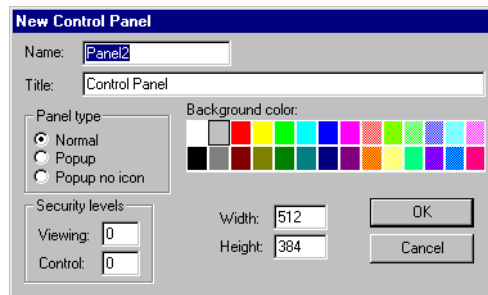 New Control Panel
Name: Panel2
Title: Control Panel
Panel type
Normal
Popup
Popup no icon
Background color:
Security levels
Viewing: 0
Control: 0
Width: 512
Height: 384
OK
Cancel